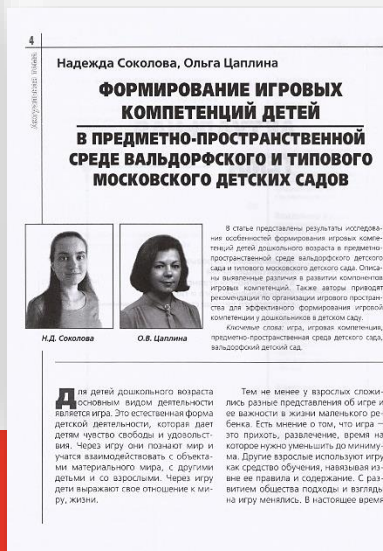 4
Надежда Соколова, Ольга Цаплина
ФОРМИРОВАНИЕ ИГРОВЫХ
КОМПЕТЕНЦИЙ ДЕТЕЙ
В ПРЕДМЕТНО-ПРОСТРАНСТВЕННОЙ
СРЕДЕ ВАЛЬДОРФСКОГО И ТИПОВОГО
МОСКОВСКОГО ДЕТСКИХ САДОВ
В статье представлены результаты исследова-
ния особенностей формирования игровых компе-
тенций детей дошкольного возраста в предметно-
пространственной среде вальдорфского детского
сада и типового московского детского сада. Описа-
ны выявленные различия в развитии компонентов
игровых компетенций. Также авторы приводят
рекомендации по организации игрового простран-
ства для эффективного формирования игровой
компетенции у дошкольников в детском саду.
Ключевые слова: игра, игровая компетенция,
предметно-пространственная среда детского сада,
вальдорфский детский сад.
Н.Д. Соколова
О.В. Цаплина
Для детей дошкольного возраста
основным видом деятельности
является игра. Это естественная форма
детской деятельности, которая дает
детям чувство свободы и удовольст-
вия. Через игру они познают мир и
учатся взаимодействовать с объекта-
ми материального мира, с другими
детьми и со взрослыми. Через игру
дети выражают свое отношение к ми-
ру, жизни.
Тем не менее у взрослых сложи-
лись разные представления об игре и
ее важности в жизни маленького ре-
бенка. Есть мнение о том, что игра –
это прихоть, развлечение, время на
которое нужно уменьшить до миниму-
ма. Другие взрослые используют игру
как средство обучения, навязывая из-
вне ее правила и содержание. С раз-
витием общества подходы и взгляды
на игру менялись. В настоящее время